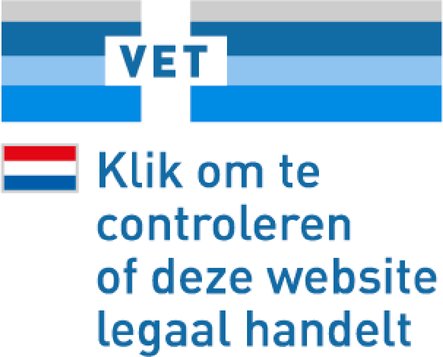 VET
Klik om te
controleren
of deze website
legaal handelt